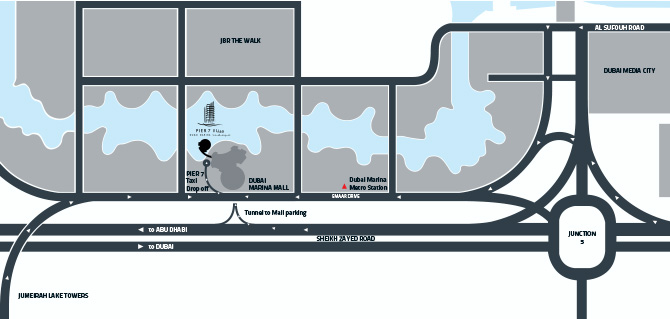 AL SUFOUH ROAD
JBR THE WALK
DUBAI MEDIA CITY
PIER 7
PIER 7
Taxi
Drop off
DUBAI
MARINA MALL
Dubai Marina
Metro Station
EMAAR DRIVE
Tunnel to Mall parking
to ABU DHABI
SHEIKH ZAYED ROAD
to DUBAI
JUNCTION
5
JUMEIRAH LAKE TOWERS